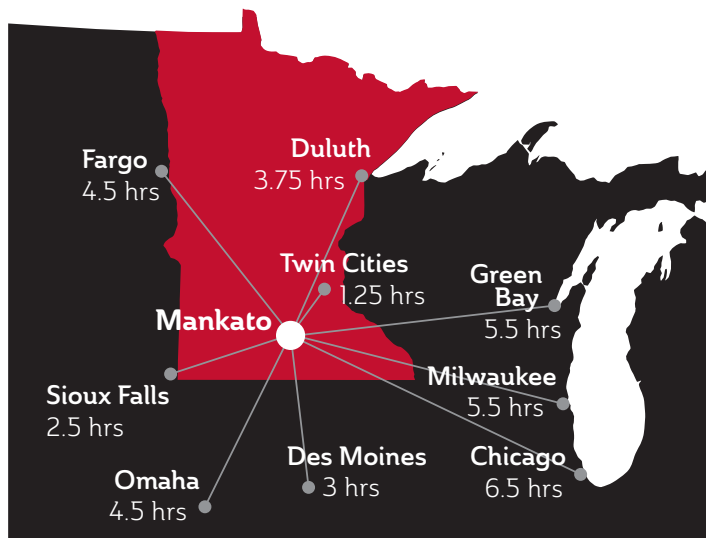 Fargo
4.5 hrs
Duluth
3.75 hrs
Twin Cities
1.25 hrs
Green
Bay
5.5 hrs
Mankato
Sioux Falls
2.5 hrs
Milwaukee
5.5 hrs
Omaha
4.5 hrs
Des Moines
3 hrs
Chicago
6.5 hrs